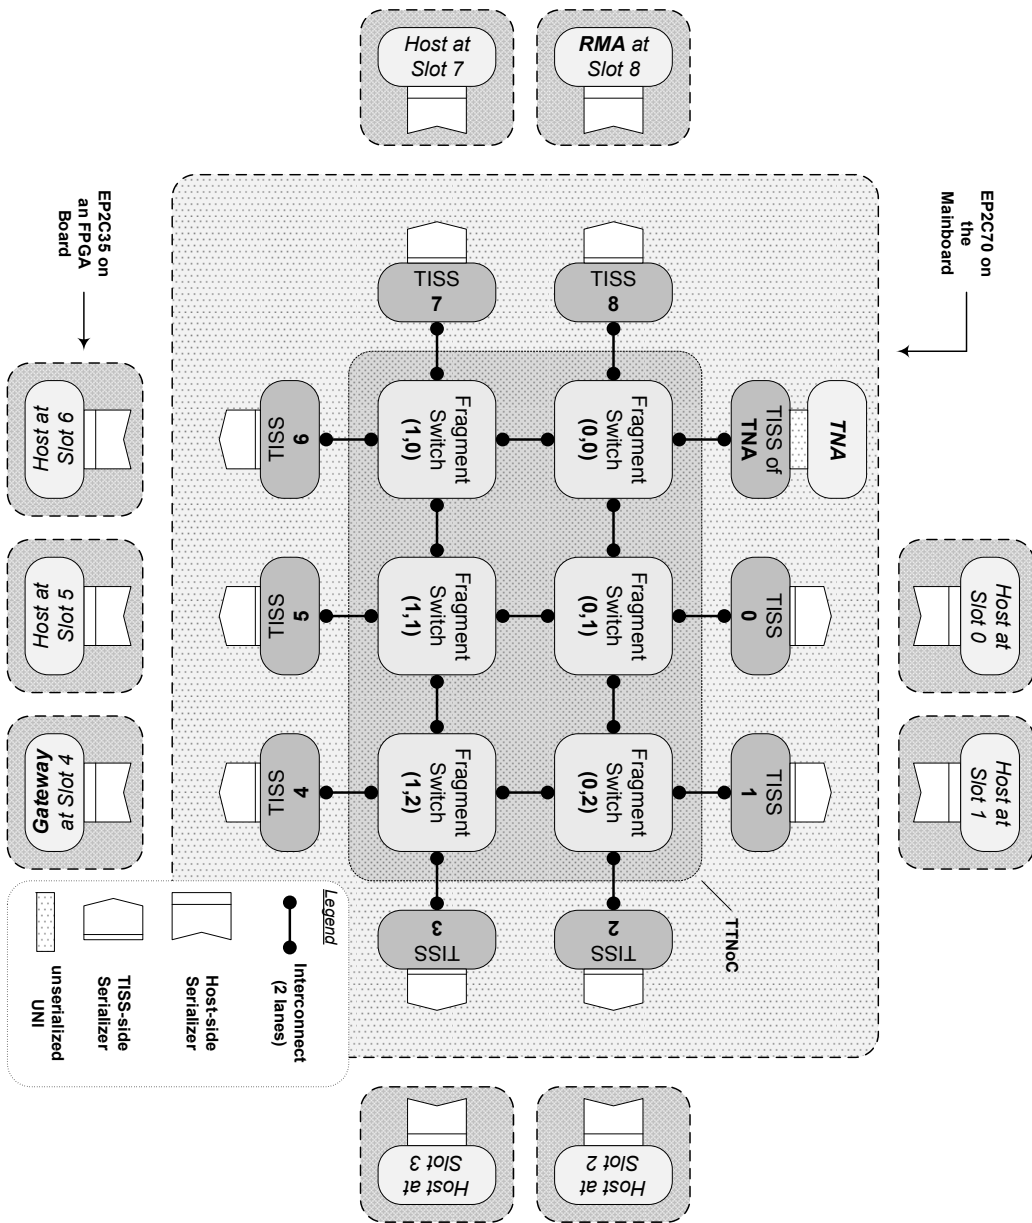 Host at
Slot 7
RMA at
Slot 8
EP2C35 on
an FPGA
Board
EP2C70 on
the
Mainboard
TISS
7
TISS
8
Host at
Slot 6
TISS
6
Fragment
Switch
(1,0)
Fragment
Switch
(0,0)
TISS of
TNA
TNA
Host at
Slot 5
TISS
5
Fragment
Switch
(1,1)
Fragment
Switch
(0,1)
TISS
0
Host at
Slot 0
Gateway
at Slot 4
TISS
4
Fragment
Switch
(1,2)
Fragment
Switch
(0,2)
TISS
1
Host at
Slot 1
TISS
3
TISS
2
TTNoC
Legend
Interconnect
(2 lanes)
Host-side
Serializer
TISS-side
Serializer
unserialized
UNI
Host at
Slot 3
Host at
Slot 2